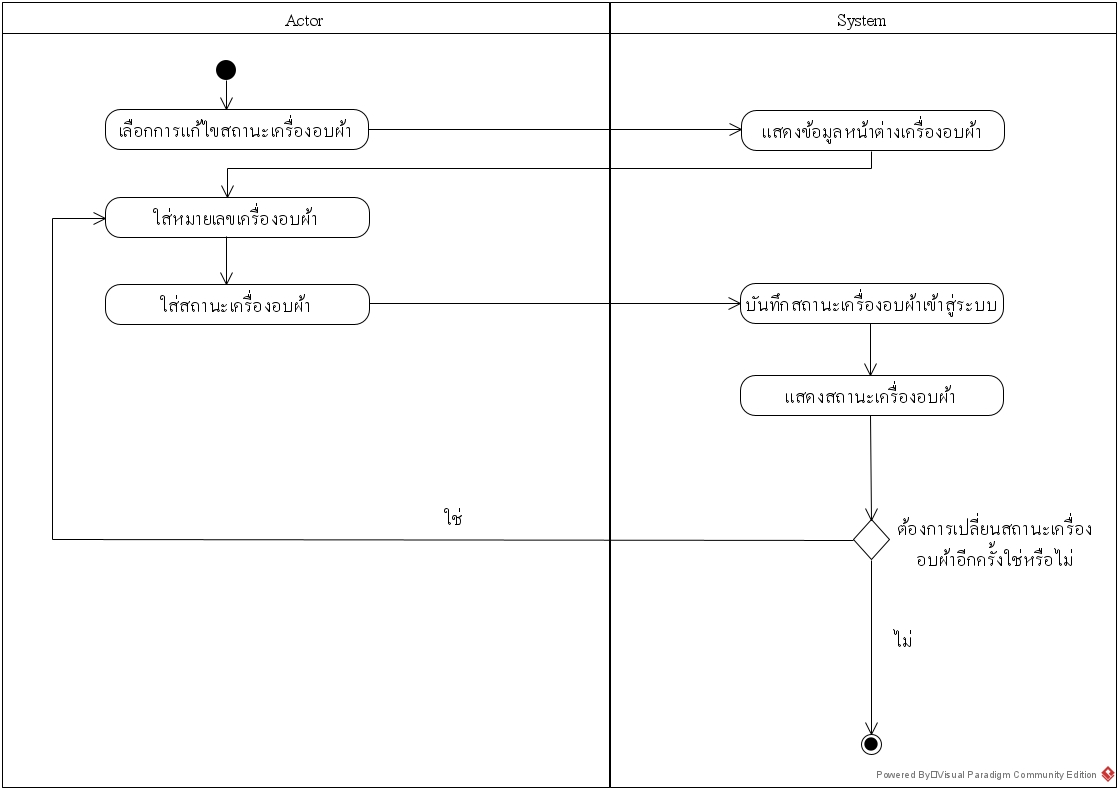 Actor
System
เลือกการแก้ไขสถานะเครื่องอบผ้า
แสดงข้อมูลหน้าต่างเครื่องอบผ้า
ใส่หมายเลขเครื่องอบผ้า
ใส่สถานะเครื่องอบผ้า
บันทึกสถานะเครื่องอบผ้าเข้าสู่ระบบ
แสดงสถานะเครื่องอบผ้า
ใช่
ต้องการเปลี่ยนสถานะเครื่อง
อบผ้าอีกครั้งใช่หรือไม่
ไม่
Powered By Visual Paradigm Community Edition